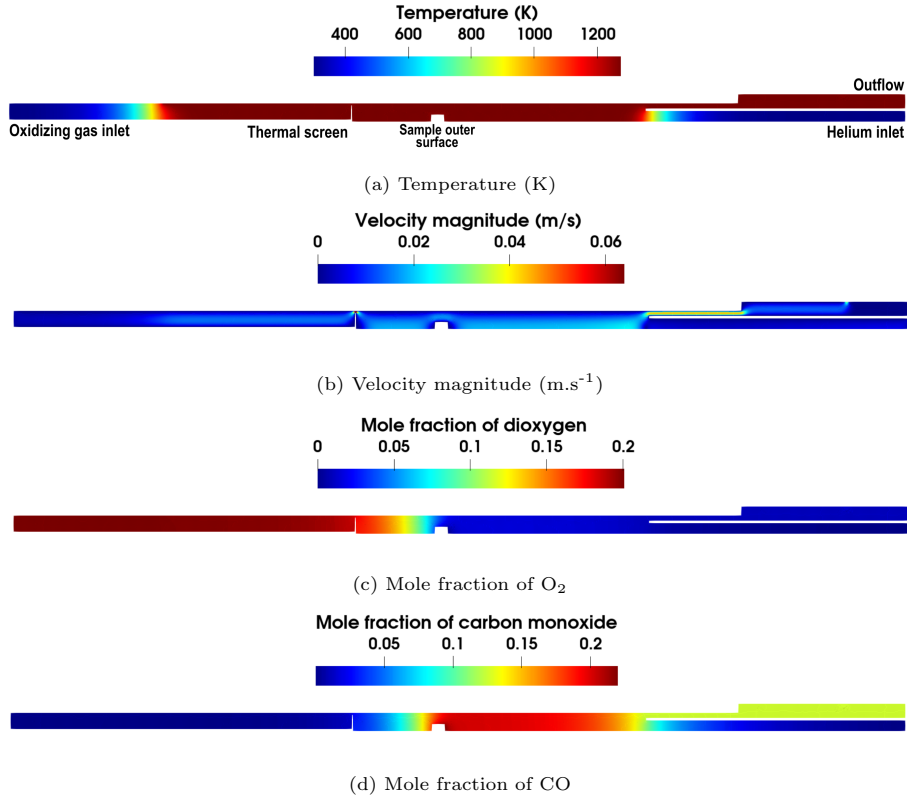 Temperature (K)
400 600 800 1000 1200
Outflow
Oxidizing gas inlet Thermal screen Sample outer Helium inlet
surface
(a) Temperature (K)
Velocity magnitude (m/s)
0 0.02 0.04 0.06
(b) Velocity magnitude (m.s⁻¹)
Mole fraction of dioxygen
0 0.05 0.1 0.15 0.2
(c) Mole fraction of O₂
Mole fraction of carbon monoxide
0.05 0.1 0.15 0.2
(d) Mole fraction of CO